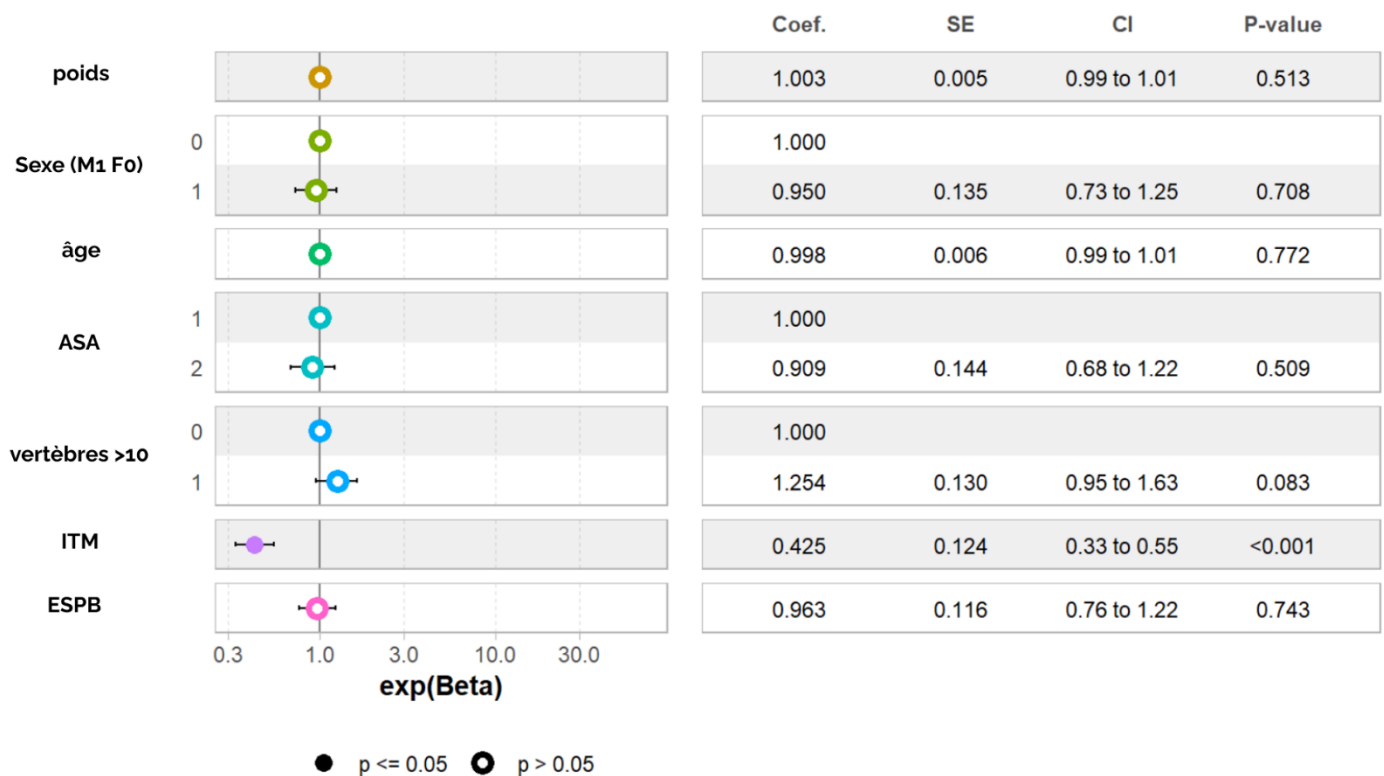 Coef. SE CI P-value
poids 1.003 0.005 0.99 to 1.01 0.513
0 1.000
Sexe (M1 F0)
1 0.950 0.135 0.73 to 1.25 0.708
âge 0.998 0.006 0.99 to 1.01 0.772
1 1.000
ASA
2 0.909 0.144 0.68 to 1.22 0.509
0 1.000
vertèbres >10
1 1.254 0.130 0.95 to 1.63 0.083
ITM 0.425 0.124 0.33 to 0.55 <0.001
ESPB 0.963 0.116 0.76 to 1.22 0.743
0.3 1.0 3.0 10.0 30.0
exp(Beta)
p <= 0.05 p > 0.05